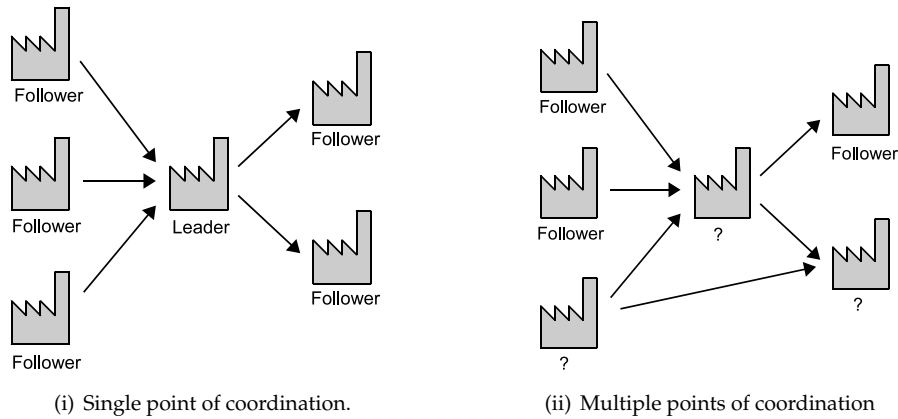 Follower
Follower
Follower
Leader
Follower
Follower
(i) Single point of coordination.
Follower
Follower
?
?
Follower
?
(ii) Multiple points of coordination